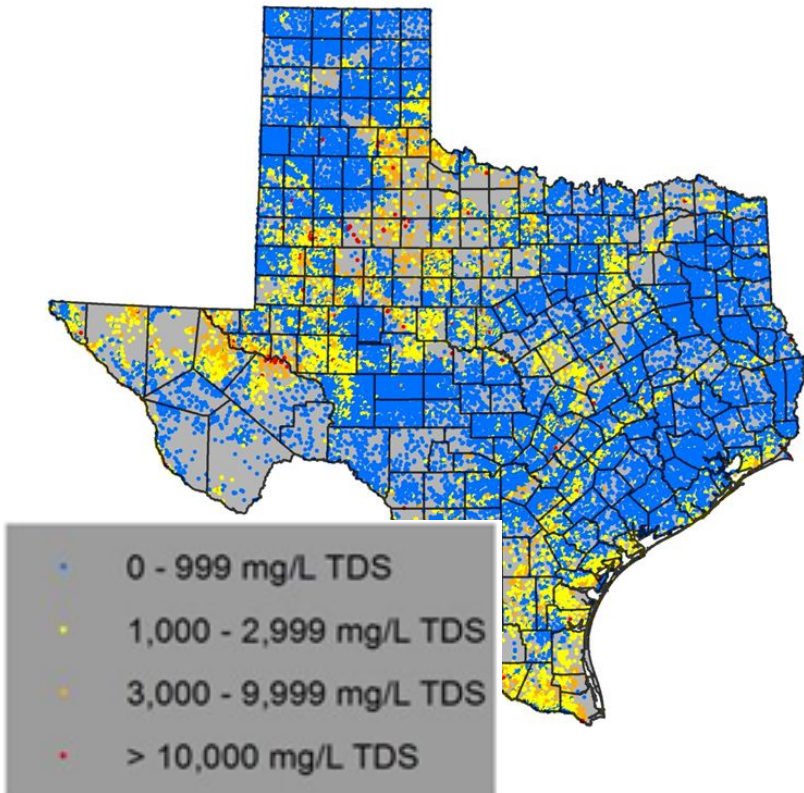 0 - 999 mg/L TDS
1,000 - 2,999 mg/L TDS
3,000 - 9,999 mg/L TDS
> 10,000 mg/L TDS